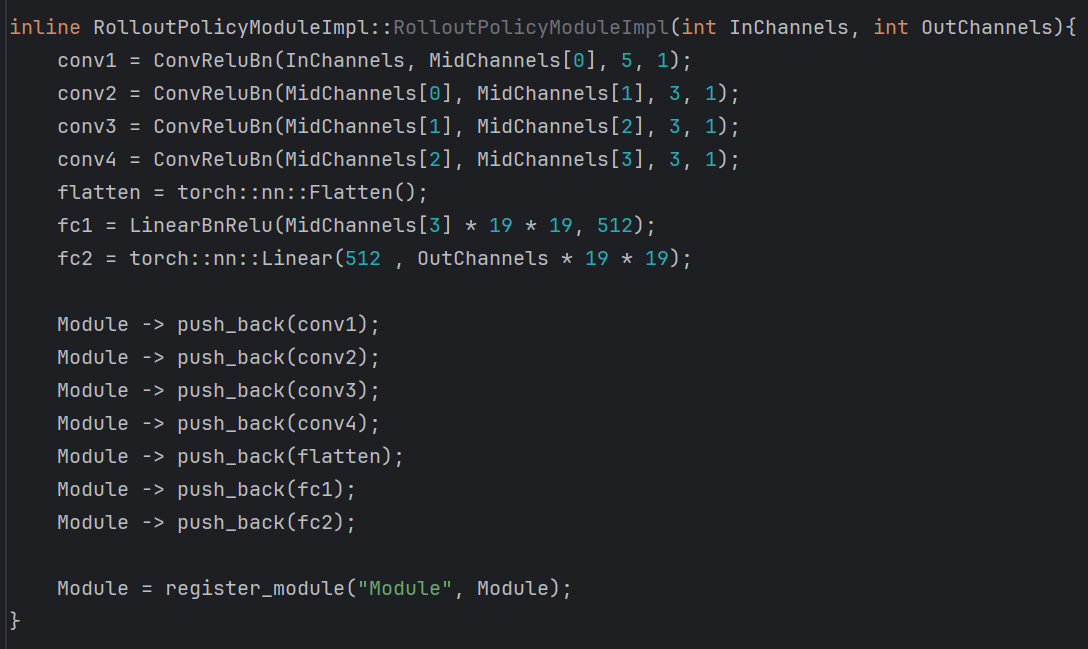 inline RolloutPolicyModuleImpl::RolloutPolicyModuleImpl(int InChannels, int OutChannels){
    conv1 = ConvReluBn(InChannels, MidChannels[0], 5, 1);
    conv2 = ConvReluBn(MidChannels[0], MidChannels[1], 3, 1);
    conv3 = ConvReluBn(MidChannels[1], MidChannels[2], 3, 1);
    conv4 = ConvReluBn(MidChannels[2], MidChannels[3], 3, 1);
    flatten = torch::nn::Flatten();
    fc1 = LinearBnRelu(MidChannels[3] * 19 * 19, 512);
    fc2 = torch::nn::Linear(512 , OutChannels * 19 * 19);

    Module -> push_back(conv1);
    Module -> push_back(conv2);
    Module -> push_back(conv3);
    Module -> push_back(conv4);
    Module -> push_back(flatten);
    Module -> push_back(fc1);
    Module -> push_back(fc2);

    Module = register_module("Module", Module);
}